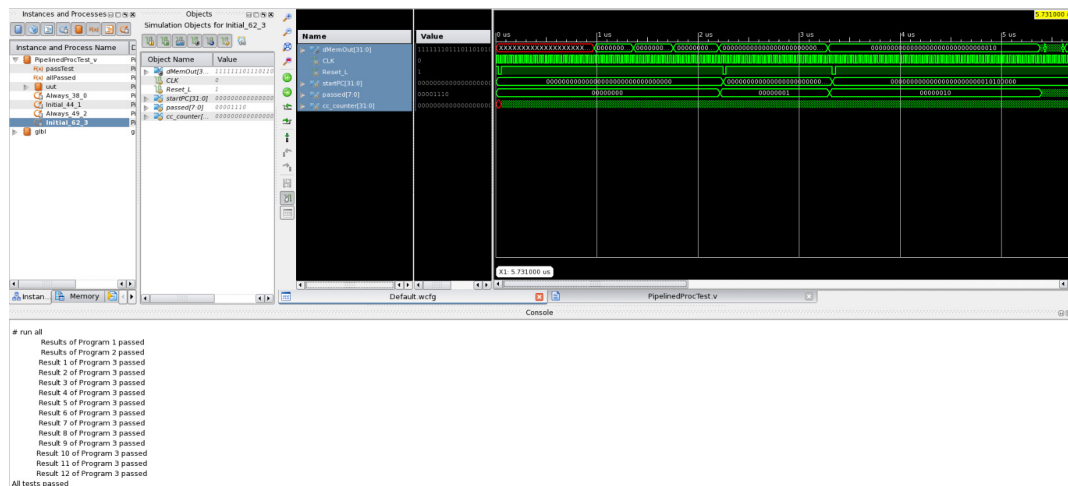 Instances and Processes
Objects
5.731000 u
Simulation Objects for Initial_62_3
Instance and Process Name
Object Name
Value
Name
Value
0 us
1 us
2 us
3 us
4 us
5 us
PipelinedProcTest_v
passTest
allPassed
uut
Always_38_0
Initial_44_1
Always_49_2
Initial_62_3
glbl
dMemOut[3...
CLK
0
Reset_L
1
startPC[31:0]
passed[7:0]
00001110
cc_counter[...
dMemOut[31:0]
CLK
0
Reset_L
1
startPC[31:0]
passed[7:0]
00001110
cc_counter[31:0]
00000000
00000001
00000010
X1: 5.731000 us
Instan...
Memory
Default.wcfg
PipelinedProcTest.v
Console
# run all
Results of Program 1 passed
Results of Program 2 passed
Result 1 of Program 3 passed
Result 2 of Program 3 passed
Result 3 of Program 3 passed
Result 4 of Program 3 passed
Result 5 of Program 3 passed
Result 6 of Program 3 passed
Result 7 of Program 3 passed
Result 8 of Program 3 passed
Result 9 of Program 3 passed
Result 10 of Program 3 passed
Result 11 of Program 3 passed
Result 12 of Program 3 passed
All tests passed